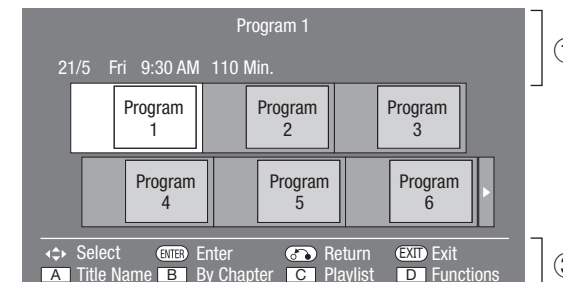 Program 1
21/5 Fri 9:30 AM 110 Min.
Program 1
Program 2
Program 3
Program 4
Program 5
Program 6
Select ENTER Enter Return EXIT Exit
A Title Name B By Chapter C Playlist D Functions